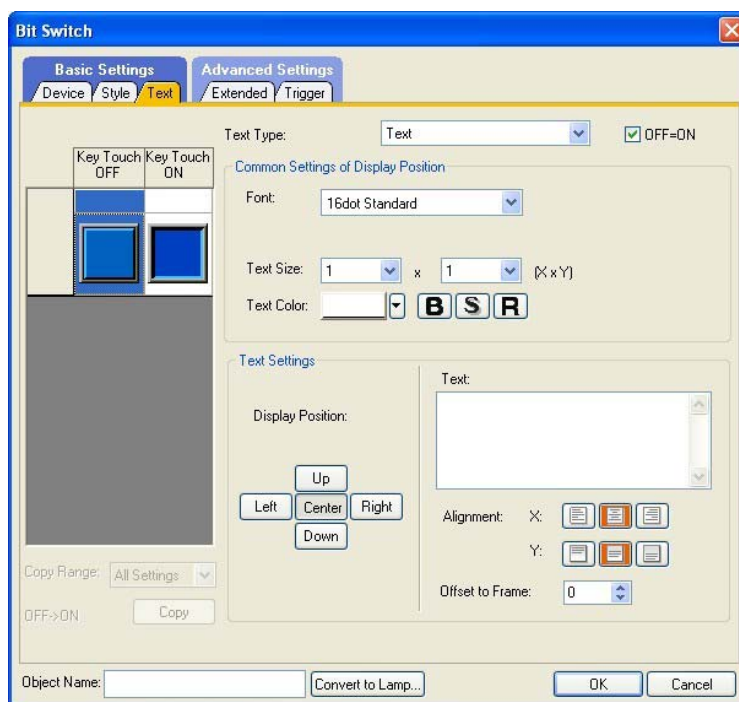 Bit Switch
Basic Settings
Advanced Settings
Device Style Text Extended Trigger
Text Type: Text OFF=ON
Key Touch OFF
Key Touch ON
Common Settings of Display Position
Font: 16dot Standard
Text Size: 1 x 1 (X x Y)
Text Color: B S R
Text Settings
Display Position:
Up
Left Center Right
Down
Text:
Alignment: X:
Y:
Offset to Frame: 0
Copy Range: All Settings
OFF->ON Copy
Object Name: Convert to Lamp... OK Cancel